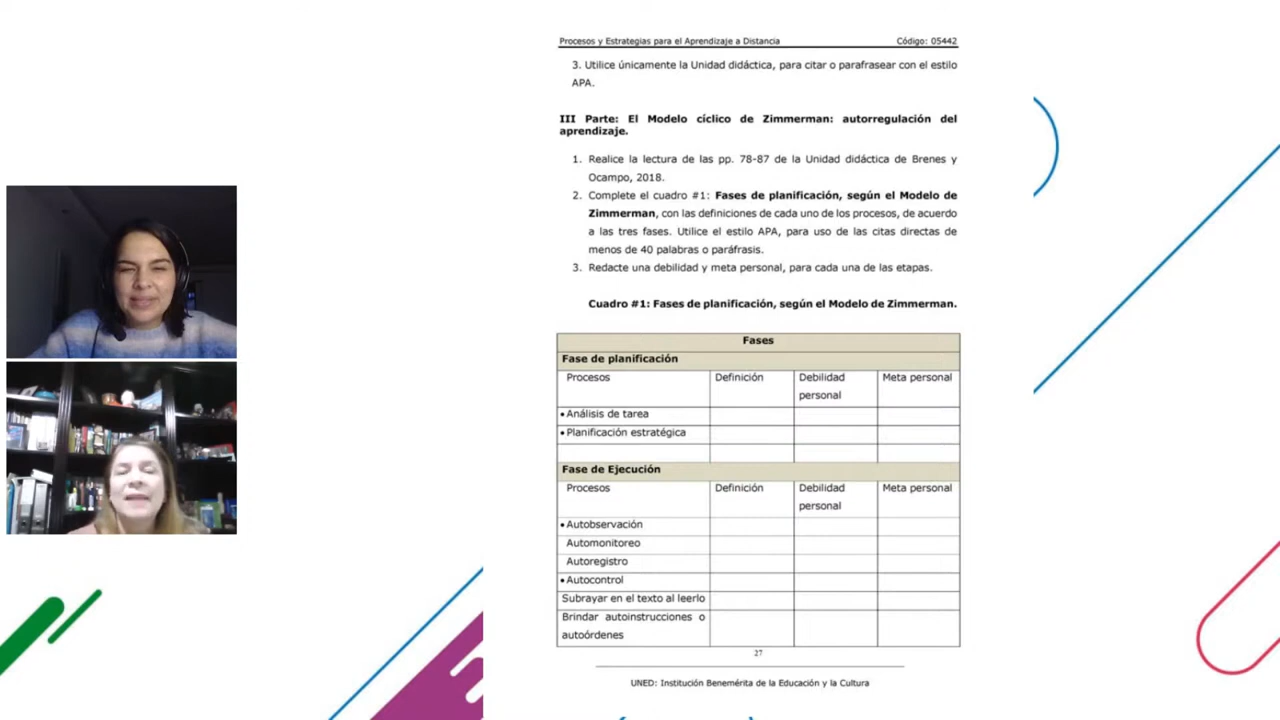 Procesos y Estrategias para el Aprendizaje a Distancia Código: 05442
3. Utilice únicamente la Unidad didáctica, para citar o parafrasear con el estilo
APA.
III Parte: El Modelo cíclico de Zimmerman: autorregulación del
aprendizaje.
1. Realice la lectura de las pp. 78-87 de la Unidad didáctica de Brenes y
Ocampo, 2018.
2. Complete el cuadro #1: Fases de planificación, según el Modelo de
Zimmerman, con las definiciones de cada uno de los procesos, de acuerdo
a las tres fases. Utilice el estilo APA, para uso de las citas directas de
menos de 40 palabras o paráfrasis.
3. Redacte una debilidad y meta personal, para cada una de las etapas.
Cuadro #1: Fases de planificación, según el Modelo de Zimmerman.
Fases
Fase de planificación
Procesos Definición Debilidad personal Meta personal
• Análisis de tarea
• Planificación estratégica
Fase de Ejecución
Procesos Definición Debilidad personal Meta personal
• Autobservación
Automonitoreo
Autoregistro
• Autocontrol
Subrayar en el texto al leerlo
Brindar autoinstrucciones o
autoórdenes
27
UNED: Institución Benemérita de la Educación y la Cultura